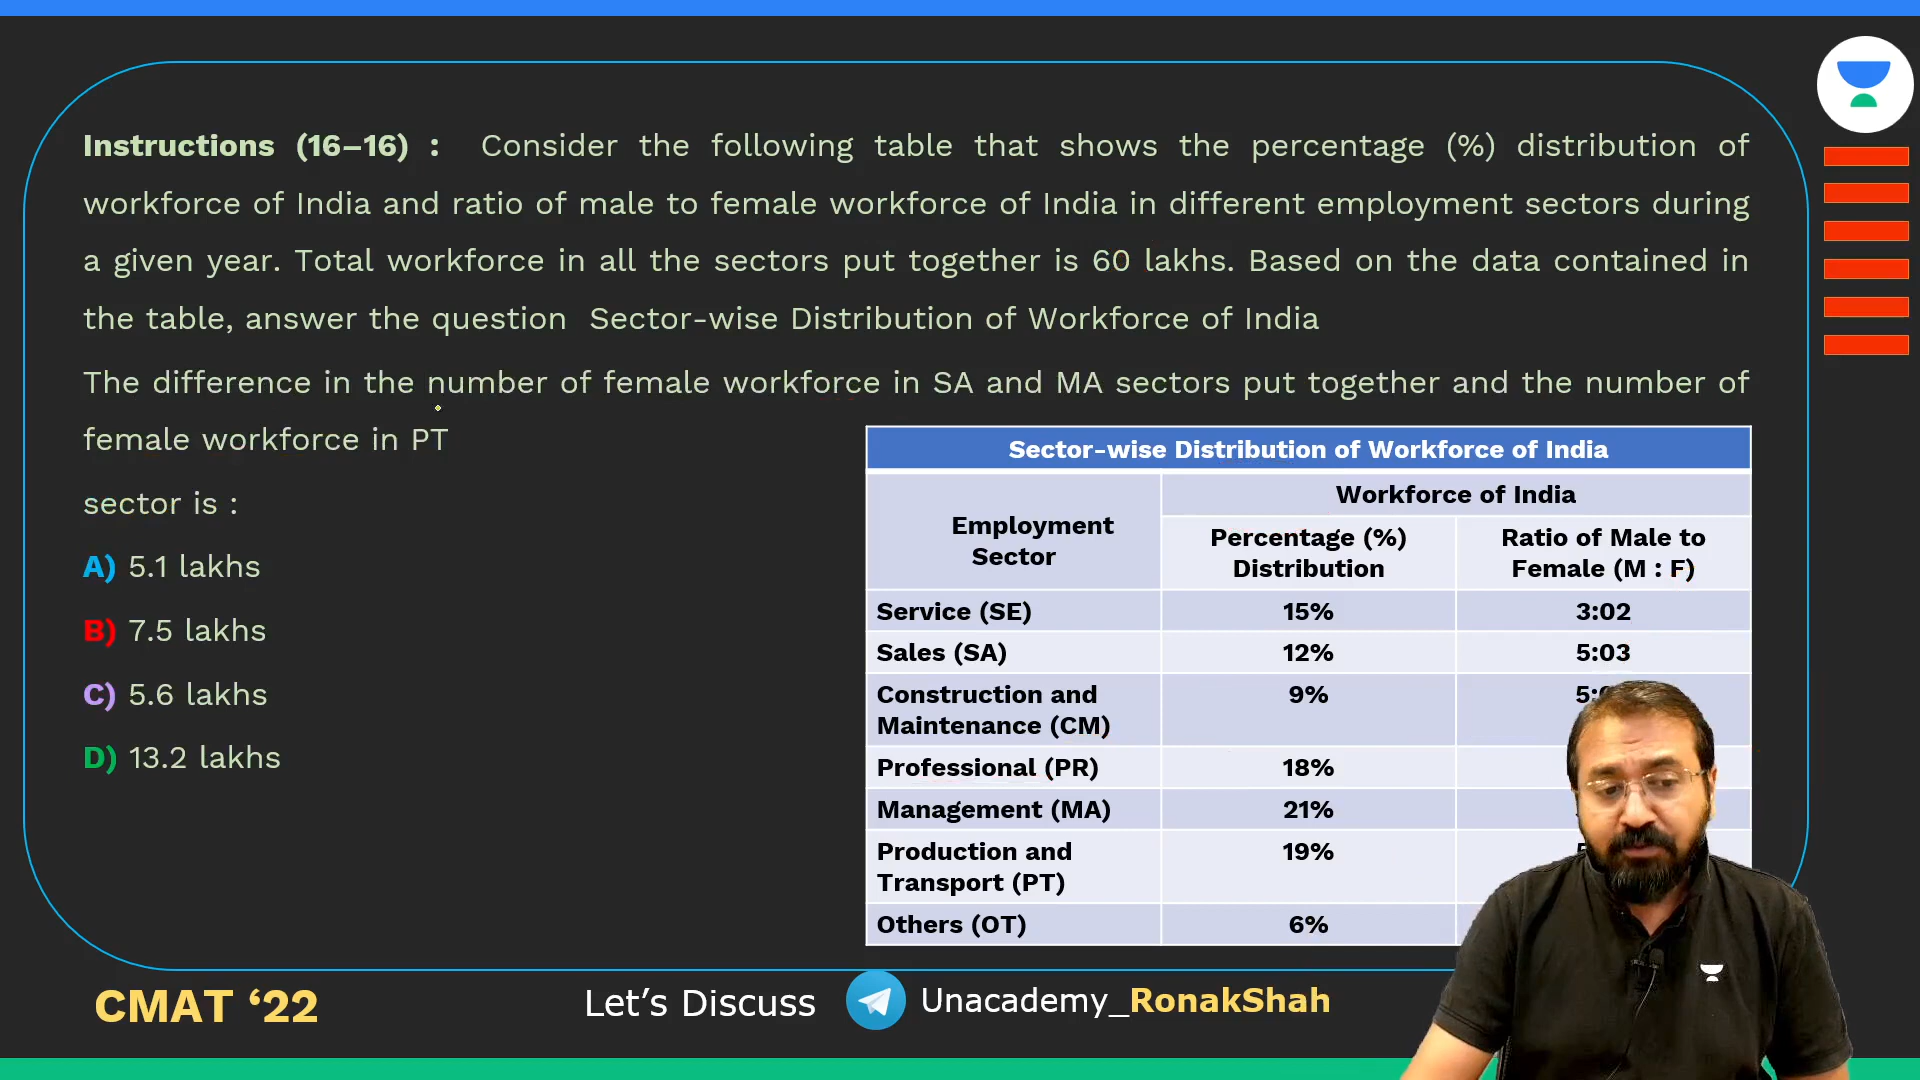 Instructions (16–16) : Consider the following table that shows the percentage (%) distribution of
workforce of India and ratio of male to female workforce of India in different employment sectors during
a given year. Total workforce in all the sectors put together is 60 lakhs. Based on the data contained in
the table, answer the question Sector-wise Distribution of Workforce of India
The difference in the number of female workforce in SA and MA sectors put together and the number of
female workforce in PT
sector is :
A) 5.1 lakhs
B) 7.5 lakhs
C) 5.6 lakhs
D) 13.2 lakhs
Sector-wise Distribution of Workforce of India
Employment
Sector
Workforce of India
Percentage (%)
Distribution
Ratio of Male to
Female (M : F)
Service (SE) 15% 3:02
Sales (SA) 12% 5:03
Construction and
Maintenance (CM) 9%
Professional (PR) 18%
Management (MA) 21%
Production and
Transport (PT) 19%
Others (OT) 6%
CMAT ‘22
Let’s Discuss
Unacademy_RonakShah